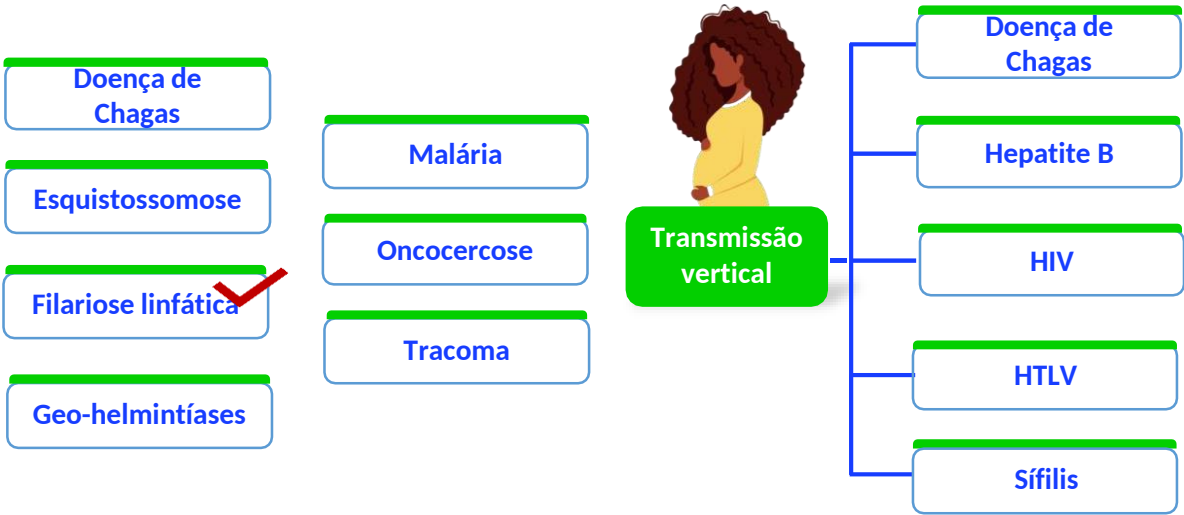 Doença de
Chagas
Esquistossomose
Filariose linfática
Geo-helmintíases
Malária
Oncocercose
Tracoma
Transmissão
vertical
Doença de
Chagas
Hepatite B
HIV
HTLV
Sífilis